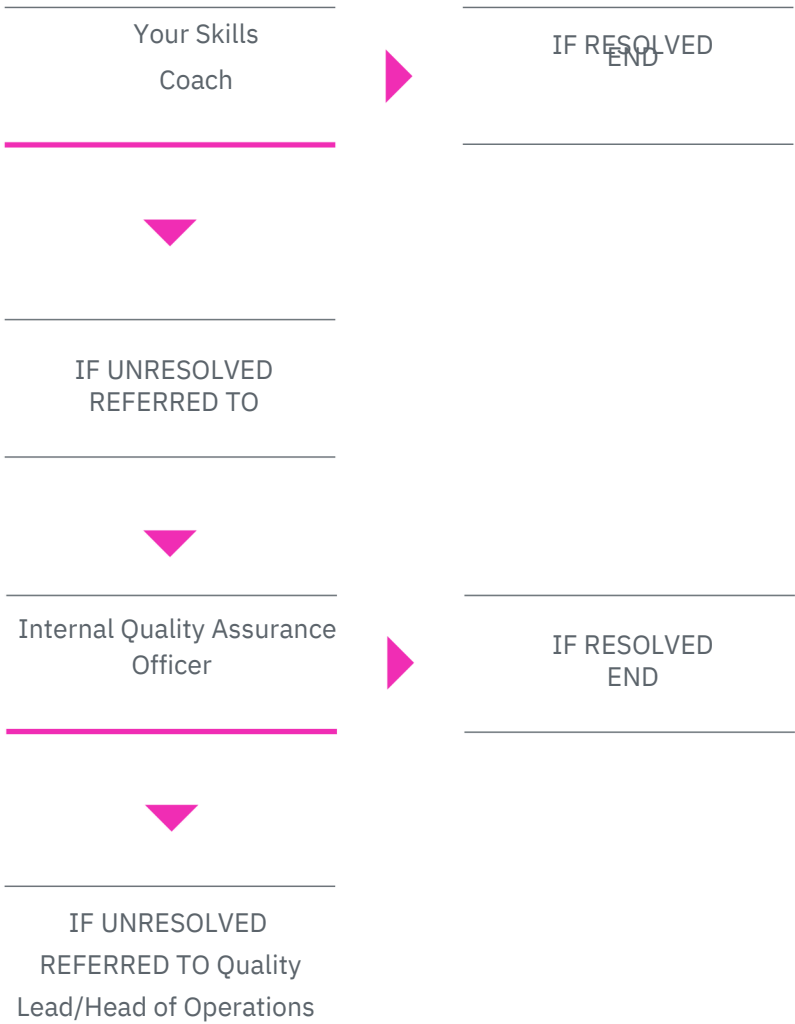 Your Skills
Coach
IF RESOLVED
END
IF UNRESOLVED
REFERRED TO
Internal Quality Assurance
Officer
IF RESOLVED
END
IF UNRESOLVED
REFERRED TO Quality
Lead/Head of Operations